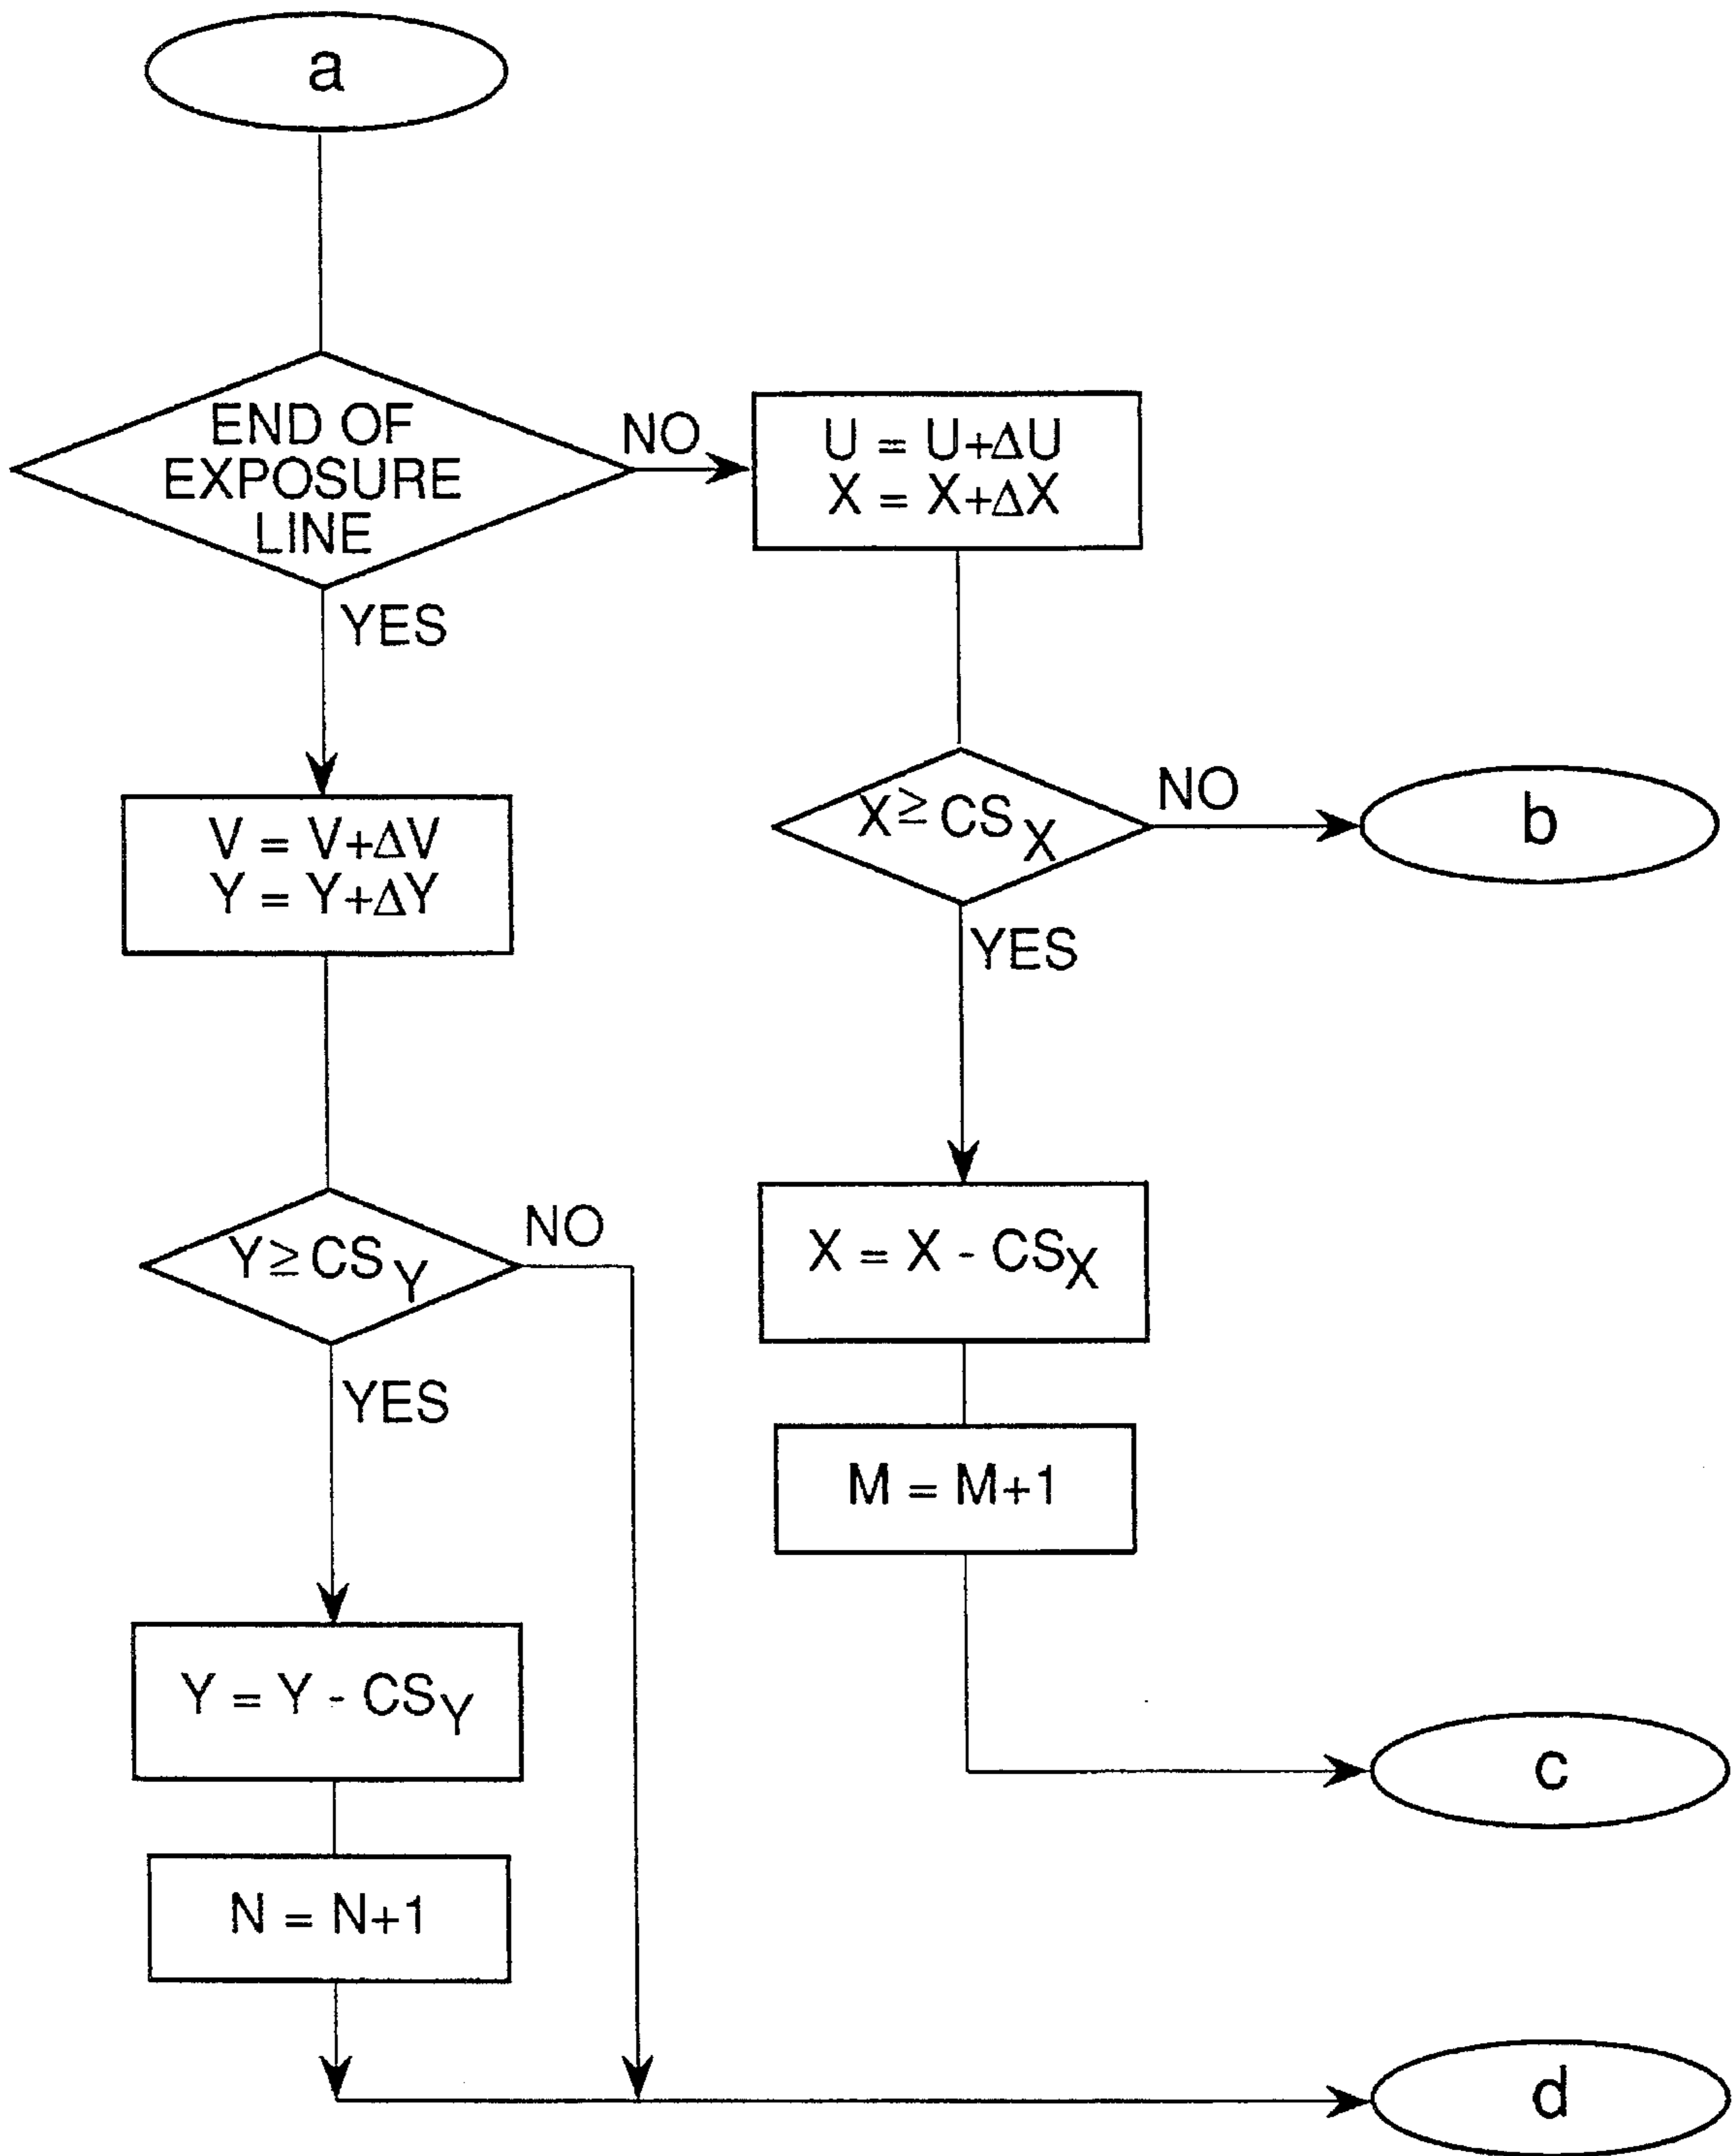 a
END OF
EXPOSURE
LINE
NO
U = U+ΔU
X = X+ΔX
YES
V = V+ΔV
Y = Y+ΔY
X ≧ CSX
NO
b
YES
Y ≧ CSY
NO
X = X - CSX
YES
M = M+1
Y = Y - CSY
c
N = N+1
d